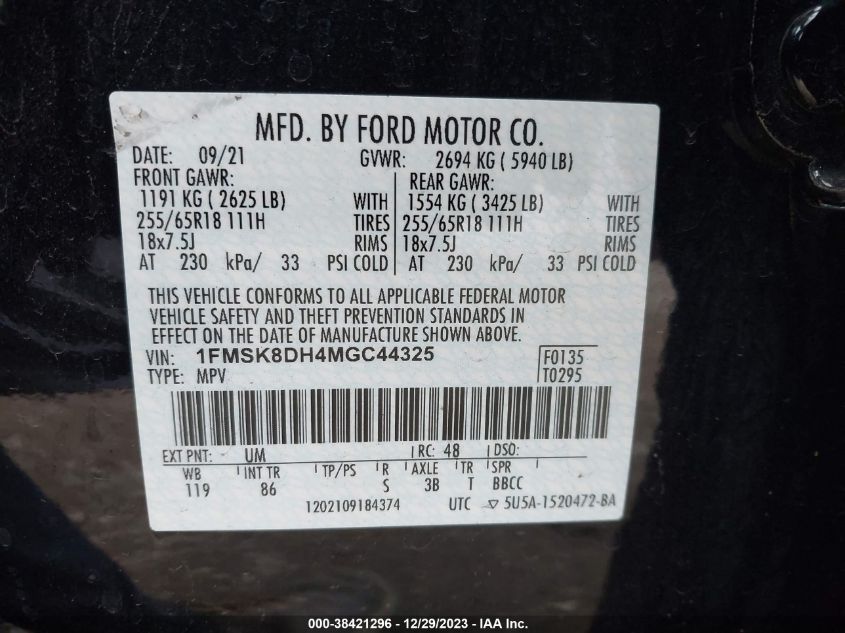 MFD. BY FORD MOTOR CO.
DATE: 09/21 GVWR: 2694 KG ( 5940 LB)
FRONT GAWR: REAR GAWR:
1191 KG ( 2625 LB) WITH 1554 KG ( 3425 LB) WITH
255/65R18 111H TIRES 255/65R18 111H TIRES
18x7.5J RIMS 18x7.5J RIMS
AT 230 kPa/ 33 PSI COLD AT 230 kPa/ 33 PSI COLD
THIS VEHICLE CONFORMS TO ALL APPLICABLE FEDERAL MOTOR
VEHICLE SAFETY AND THEFT PREVENTION STANDARDS IN
EFFECT ON THE DATE OF MANUFACTURE SHOWN ABOVE.
VIN: 1FMSK8DH4MGC44325 F0135
TYPE: MPV T0295
EXT PNT: UM RC: 48 DSO:
WB INT TR TP/PS R AXLE TR SPR
119 86 S 3B T BBCC
1202109184374 UTC 5U5A-1520472-BA
000-38421296 - 12/29/2023 - IAA Inc.